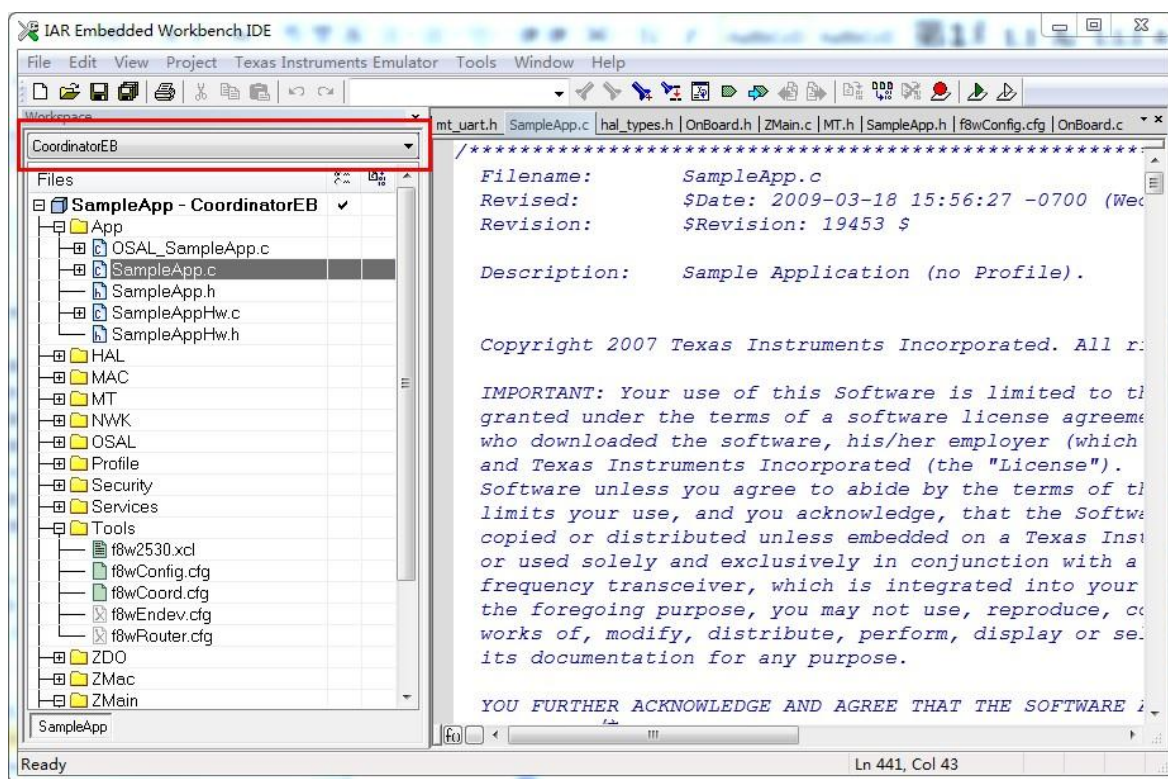 IAR Embedded Workbench IDE
File Edit View Project Texas Instruments Emulator Tools Window Help
Workspace
CoordinatorEB
Files
SampleApp - CoordinatorEB
App
OSAL_SampleApp.c
SampleApp.c
SampleApp.h
SampleAppHw.c
SampleAppHw.h
HAL
MAC
MT
NWK
OSAL
Profile
Security
Services
Tools
f8w2530.xcl
f8wConfig.cfg
f8wCoord.cfg
f8wEndev.cfg
f8wRouter.cfg
ZDO
ZMac
ZMain
SampleApp
mt_uart.h SampleApp.c hal_types.h OnBoard.h ZMain.c MT.h SampleApp.h f8wConfig.cfg OnBoard.c
/******************************************************
Filename: SampleApp.c
Revised: $Date: 2009-03-18 15:56:27 -0700 (Wed
Revision: $Revision: 19453 $
Description: Sample Application (no Profile).
Copyright 2007 Texas Instruments Incorporated. All
IMPORTANT: Your use of this Software is limited to
granted under the terms of a software license agreeme
who downloaded the software, his/her employer (which
and Texas Instruments Incorporated (the "License").
Software unless you agree to abide by the terms of
limits your use, and you acknowledge, that the Softwa
copied or distributed unless embedded on a Texas
or used solely and exclusively in conjunction with a
frequency transceiver, which is integrated into your
the foregoing purpose, you may not use, reproduce,
works of, modify, distribute, perform, display or
its documentation for any purpose.
YOU FURTHER ACKNOWLEDGE AND AGREE THAT THE SOFTWARE
Ready Ln 441, Col 43